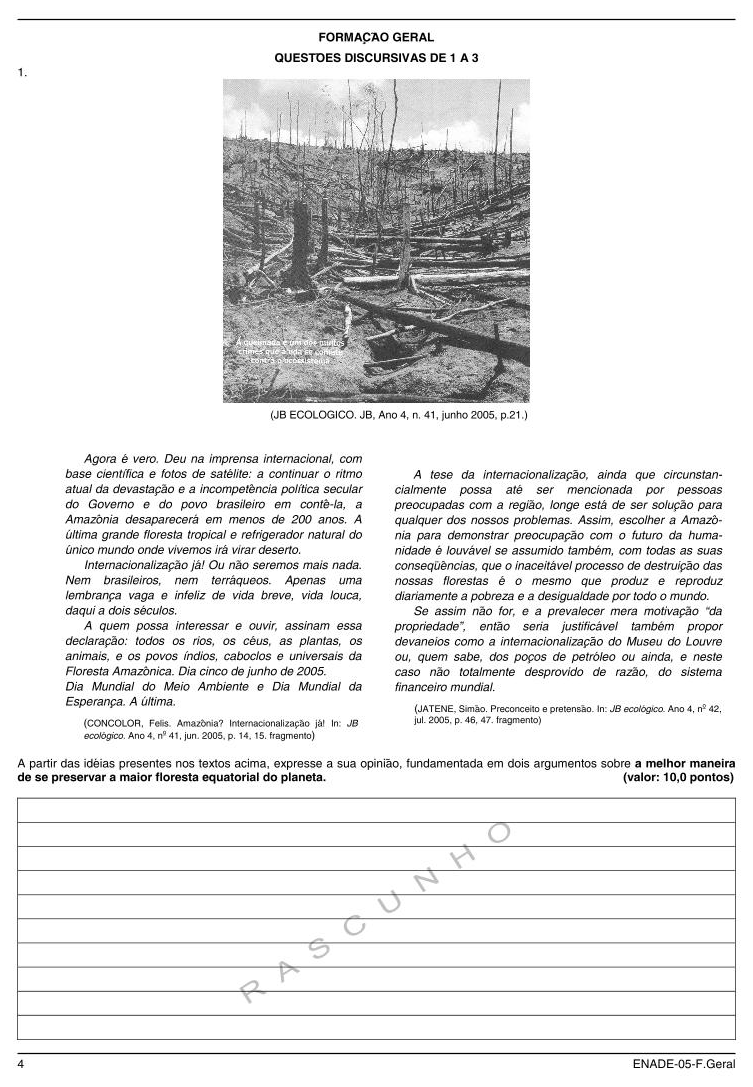 FORMAÇÃO GERAL
QUESTÕES DISCURSIVAS DE 1 A 3
1.
A queimada é um dos muitos
crimes que ainda se comete
contra o ecossistema
(JB ECOLÓGICO. JB, Ano 4, n. 41, junho 2005, p.21.)
Agora é vero. Deu na imprensa internacional, com
base científica e fotos de satélite: a continuar o ritmo
atual da devastação e a incompetência política secular
do Governo e do povo brasileiro em contê-la, a
Amazônia desaparecerá em menos de 200 anos. A
última grande floresta tropical e refrigerador natural do
único mundo onde vivemos irá virar deserto.
Internacionalização já! Ou não seremos mais nada.
Nem brasileiros, nem terráqueos. Apenas uma
lembrança vaga e infeliz de vida breve, vida louca,
daqui a dois séculos.
A quem possa interessar e ouvir, assinam essa
declaração: todos os rios, os céus, as plantas, os
animais, e os povos índios, caboclos e universais da
Floresta Amazônica. Dia cinco de junho de 2005.
Dia Mundial do Meio Ambiente e Dia Mundial da
Esperança. A última.
(CONCOLOR, Felis. Amazônia? Internacionalização já! In: JB
ecológico. Ano 4, nº 41, jun. 2005, p. 14, 15. fragmento)
A tese da internacionalização, ainda que circunstan-
cialmente possa até ser mencionada por pessoas
preocupadas com a região, longe está de ser solução para
qualquer dos nossos problemas. Assim, escolher a Amazô-
nia para demonstrar preocupação com o futuro da huma-
nidade é louvável se assumido também, com todas as suas
conseqüências, que o inaceitável processo de destruição das
nossas florestas é o mesmo que produz e reproduz
diariamente a pobreza e a desigualdade por todo o mundo.
Se assim não for, e a prevalecer mera motivação “da
propriedade”, então seria justificável também propor
devaneios como a internacionalização do Museu do Louvre
ou, quem sabe, dos poços de petróleo ou ainda, e neste
caso não totalmente desprovido de razão, do sistema
financeiro mundial.
(JATENE, Simão. Preconceito e pretensão. In: JB ecológico. Ano 4, nº 42,
jul. 2005, p. 46, 47. fragmento)
A partir das idéias presentes nos textos acima, expresse a sua opinião, fundamentada em dois argumentos sobre a melhor maneira
de se preservar a maior floresta equatorial do planeta. (valor: 10,0 pontos)
RASCUNHO
4
ENADE-05-F.Geral